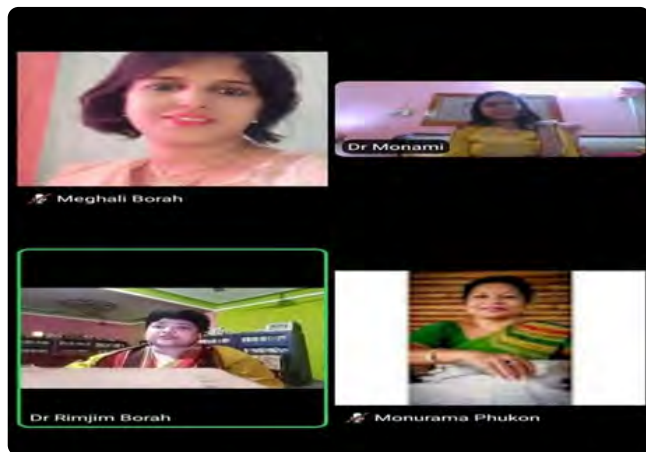 Meghali Borah
Dr Monami
Dr Rimjim Borah
Monurama Phukon